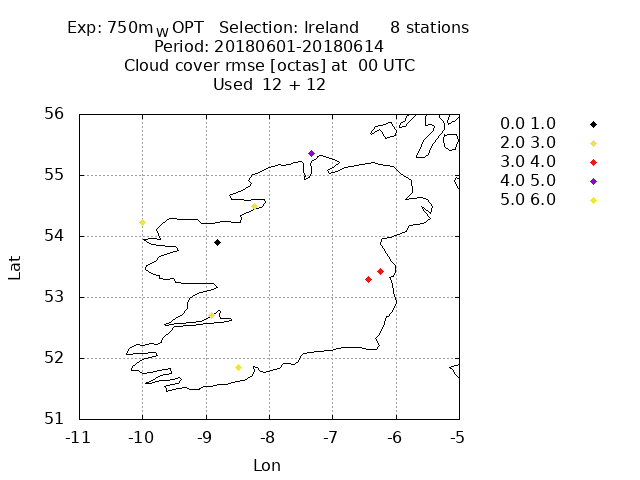 Exp: 750m_W OPT   Selection: Ireland      8 stations
Period: 20180601-20180614
Cloud cover rmse [octas] at  00 UTC
Used  12 + 12
56
55
54
53
52
51
-11 -10 -9 -8 -7 -6 -5
Lat
Lon
0.0 1.0
2.0 3.0
3.0 4.0
4.0 5.0
5.0 6.0